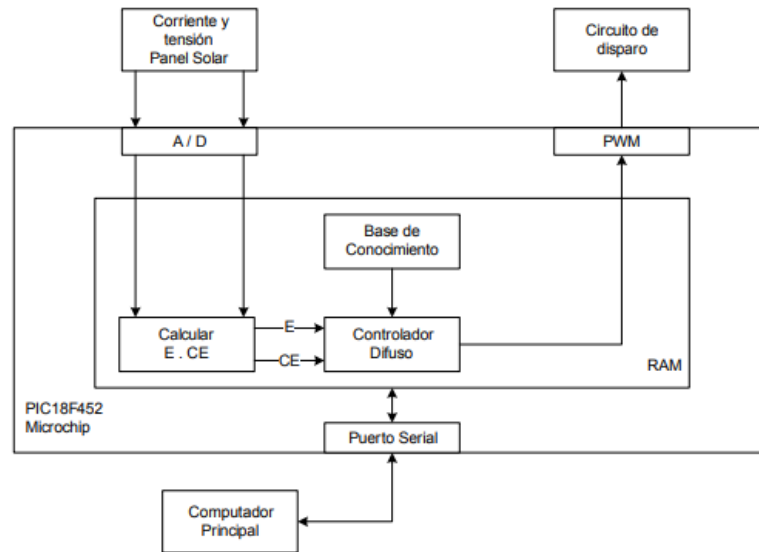 Corriente y
tensión
Panel Solar
Circuito de
disparo
A / D
PWM
Base de
Conocimiento
Calcular
E . CE
E
CE
Controlador
Difuso
RAM
PIC18F452
Microchip
Puerto Serial
Computador
Principal